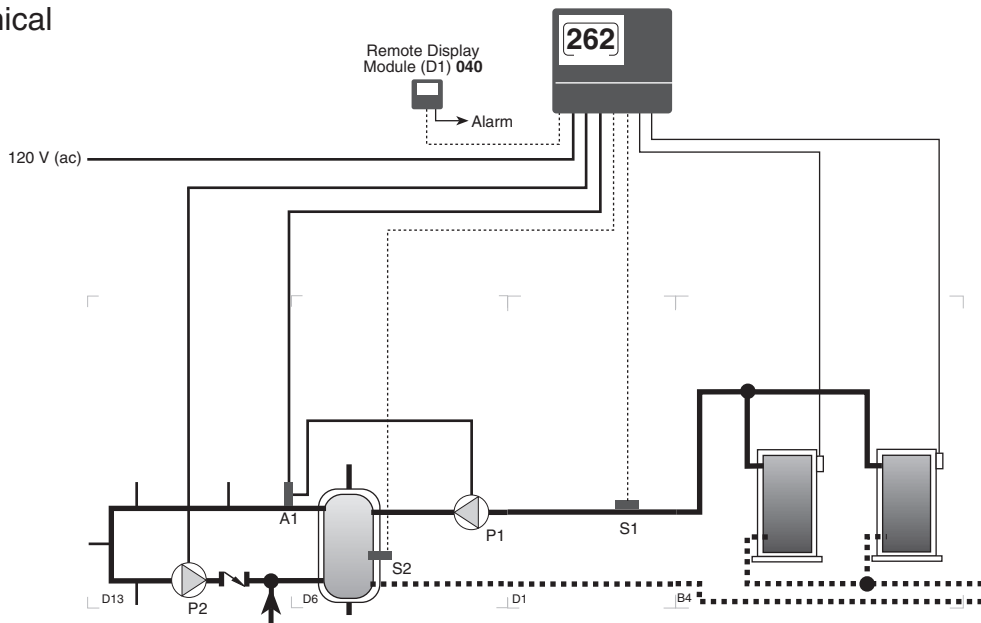 nical
262
Remote Display
Module (D1) 040
Alarm
120 V (ac)
A1
P1
S1
S2
P2
D13
D6
D1
B4